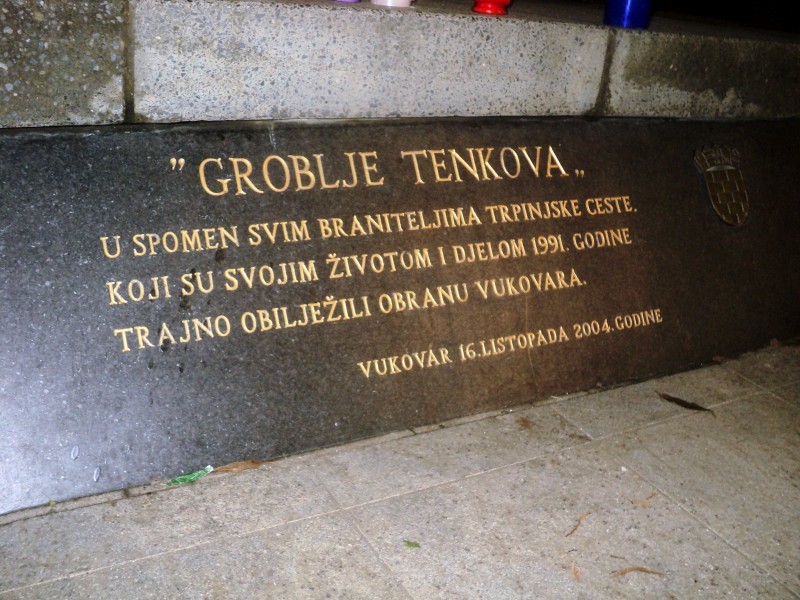 ” GROBLJE TENKOVA „
U SPOMEN SVIM BRANITELJIMA TRPINJSKE CESTE,
KOJI SU SVOJIM ŽIVOTOM I DJELOM 1991. GODINE
TRAJNO OBILJEŽILI OBRANU VUKOVARA.
VUKOVAR 16.LISTOPADA 2004.GODINE